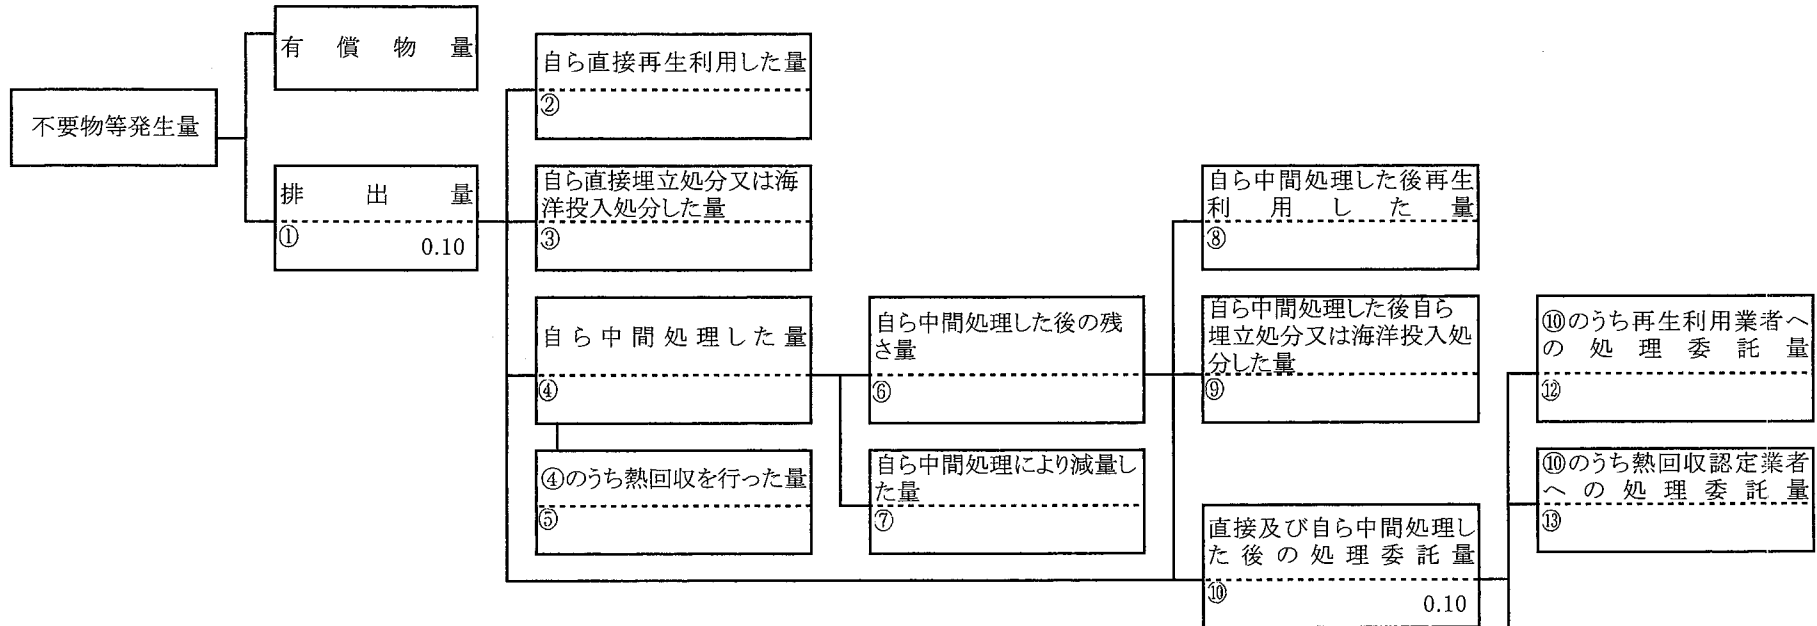 有償物量
不要物等発生量
排出量
①
0.10
自ら直接再生利用した量
②
自ら直接埋立処分又は海
洋投入処分した量
③
自ら中間処理した量
④
④のうち熱回収を行った量
⑤
自ら中間処理した後の残
さ量
⑥
自ら中間処理により減量し
た量
⑦
自ら中間処理した後再生
利用した量
⑧
自ら中間処理した後自ら
埋立処分又は海洋投入処
分した量
⑨
直接及び自ら中間処理し
た後の処理委託量
⑩
0.10
⑩のうち再生利用業者へ
の処理委託量
⑫
⑩のうち熱回収認定業者
への処理委託量
⑬